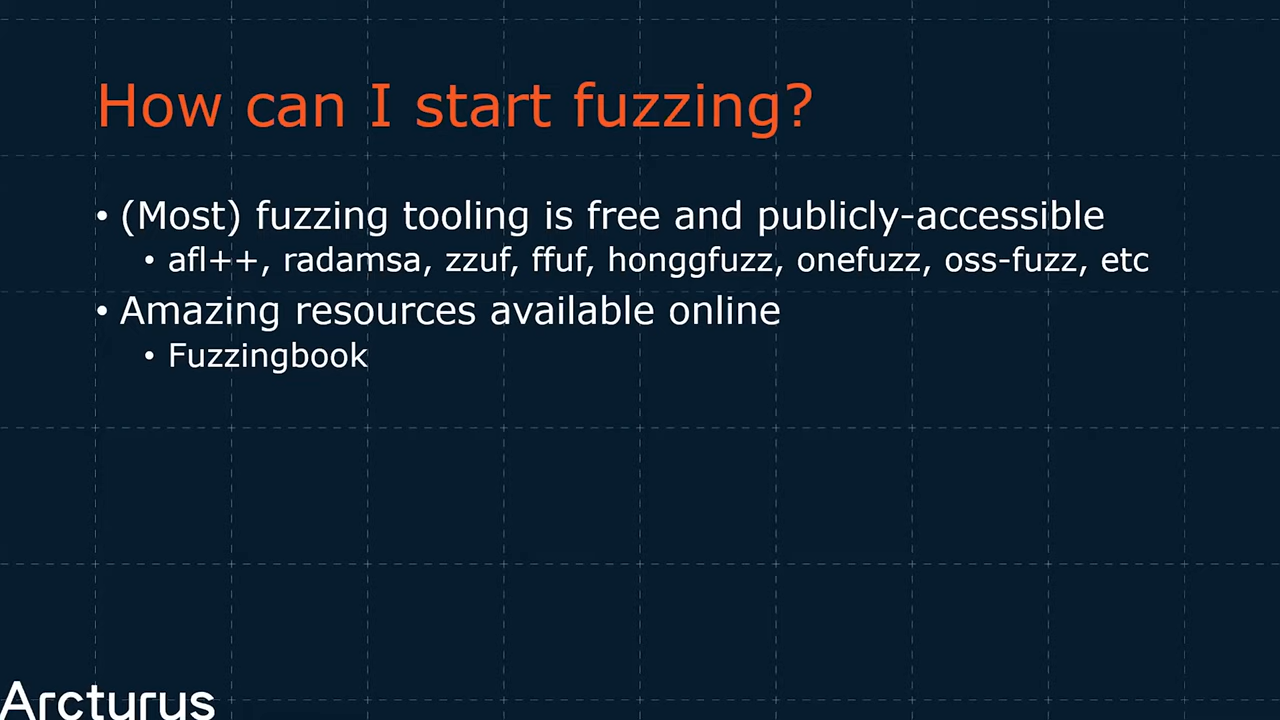 How can I start fuzzing?
• (Most) fuzzing tooling is free and publicly-accessible
• afl++, radamsa, zzuf, ffuf, honggfuzz, onefuzz, oss-fuzz, etc
• Amazing resources available online
• Fuzzingbook
Arcturus